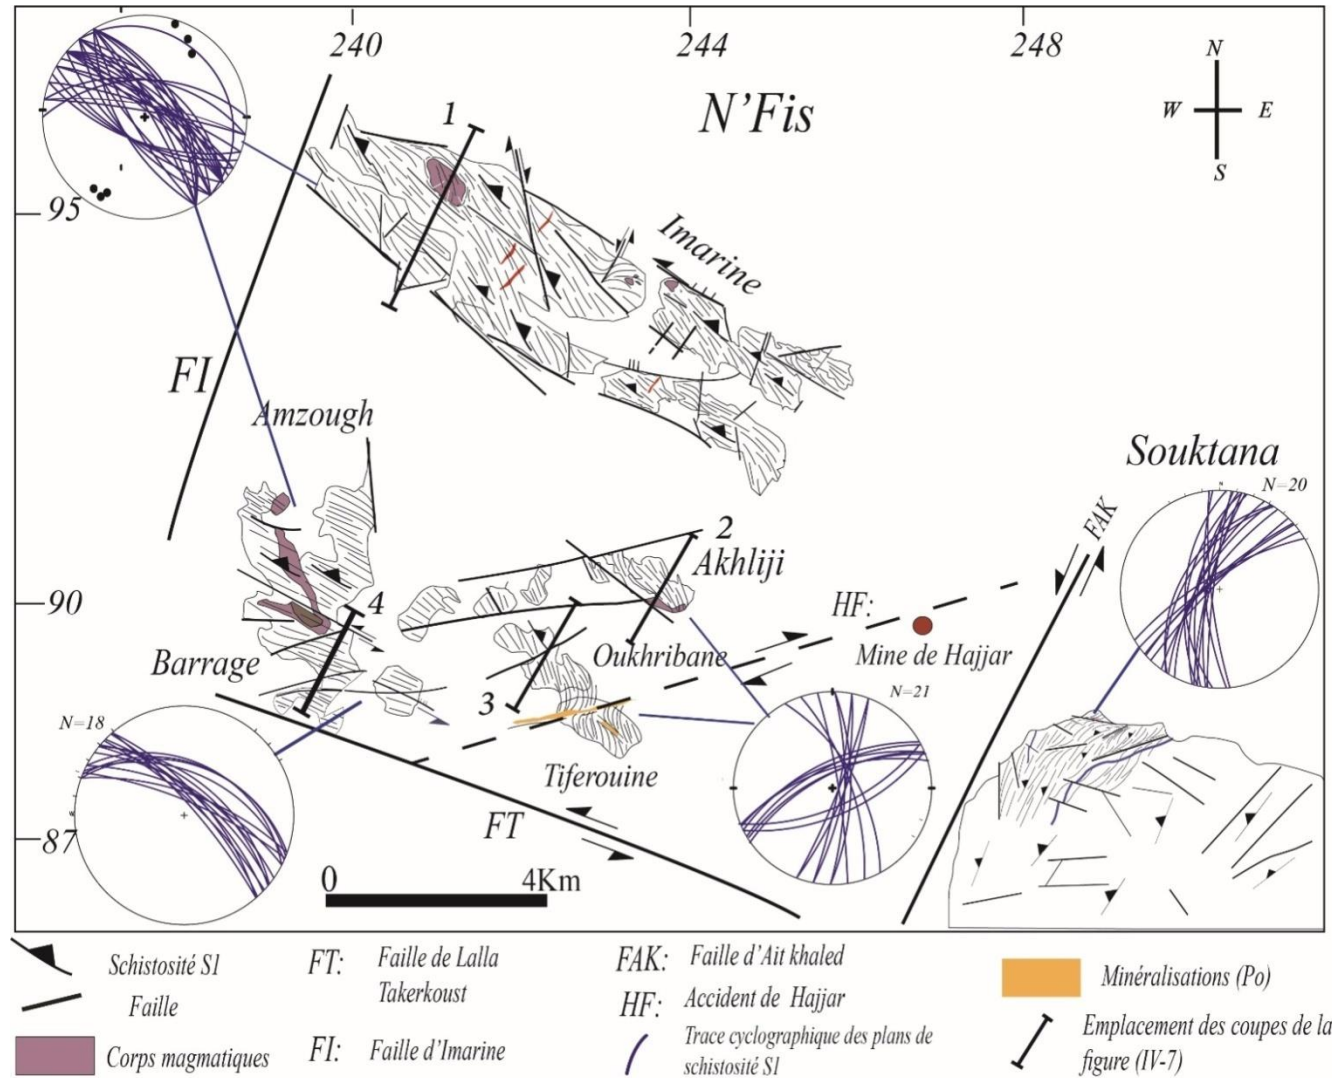 240
244
248
N'Fis
N
W E
S
1
95
Imarine
FI
Amzough
Souktana
N=20
FAK
2
Akhliji
90
4
HF:
Mine de Hajjar
Oukhribane
Barrage
3
N=21
N=18
Tiferouine
FT
87
0 4Km
Schistosité S1
Faille
Corps magmatiques
FT: Faille de Lalla
Takerkoust
FI: Faille d'Imarine
FAK: Faille d'Ait khaled
HF: Accident de Hajjar
Trace cyclographique des plans de
schistosité S1
Minéralisations (Po)
Emplacement des coupes de la
figure (IV-7)